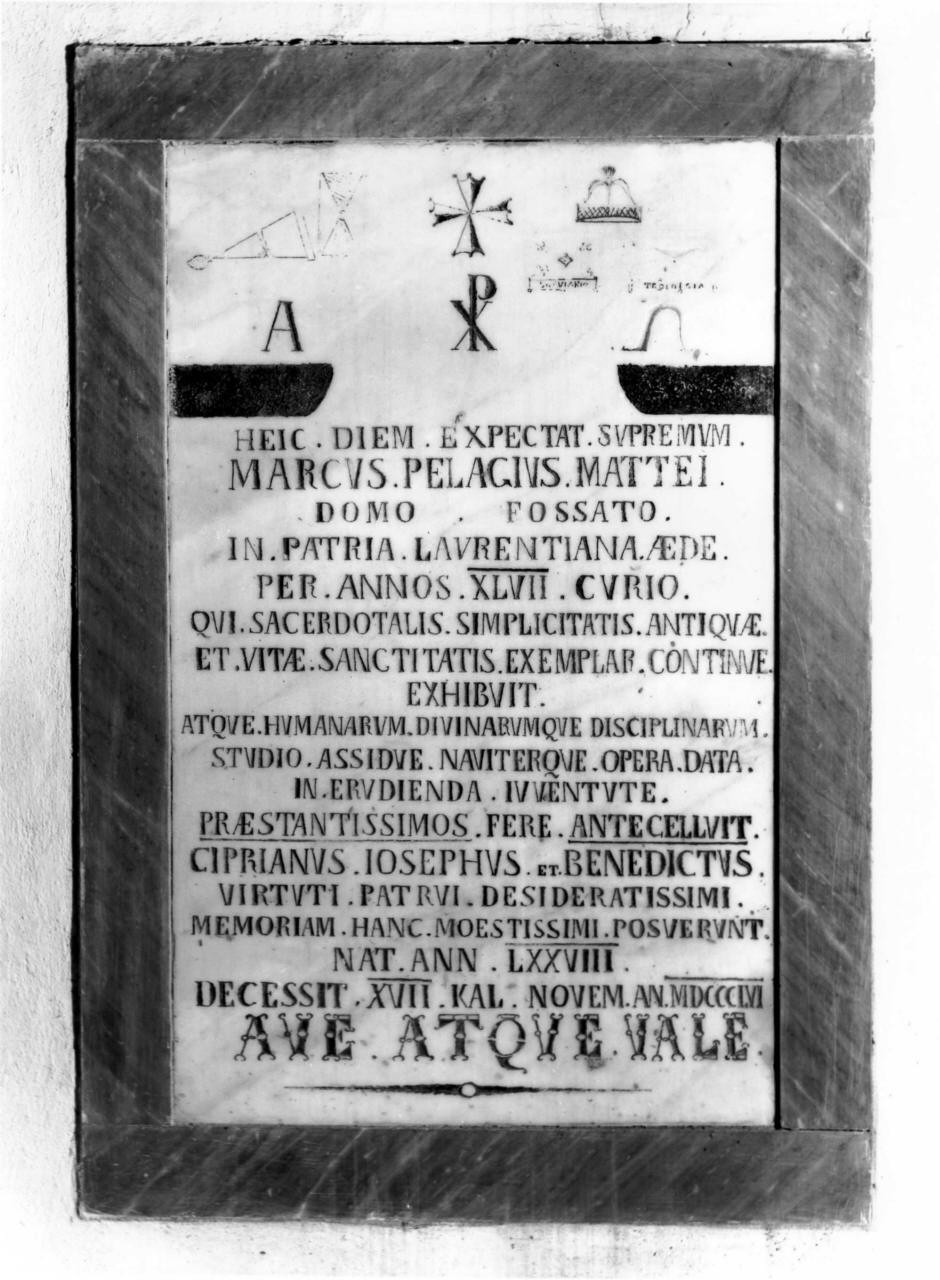 TEOLOGIA
A ☧ Ω
HEIC . DIEM . EXPECTAT . SVPREMVM .
MARCVS . PELAGIVS . MATTEI .
DOMO . FOSSATO .
IN . PATRIA . LAVRENTIANA . ÆDE .
PER . ANNOS . XLVII . CVRIO .
QVI . SACERDOTALIS . SIMPLICITATIS . ANTIQVÆ .
ET . VITÆ . SANCTITATIS . EXEMPLAR . CONTINVE .
EXHIBVIT .
ATQVE . HVMANARVM . DIVINARVMQVE DISCIPLINARVM .
STVDIO . ASSIDVE . NAVITERQVE . OPERA . DATA .
IN . ERVDIENDA . IVVENTVTE .
PRÆSTANTISSIMOS . FERE . ANTECELLVIT .
CIPRIANVS . IOSEPHVS . ET . BENEDICTVS .
VIRTVTI . PATRVI . DESIDERATISSIMI .
MEMORIAM . HANC . MOESTISSIMI . POSVERVNT .
NAT . ANN . LXXVIII .
DECESSIT . XVII . KAL . NOVEM . AN . MDCCCLVI
AVE . ATQVE . VALE .